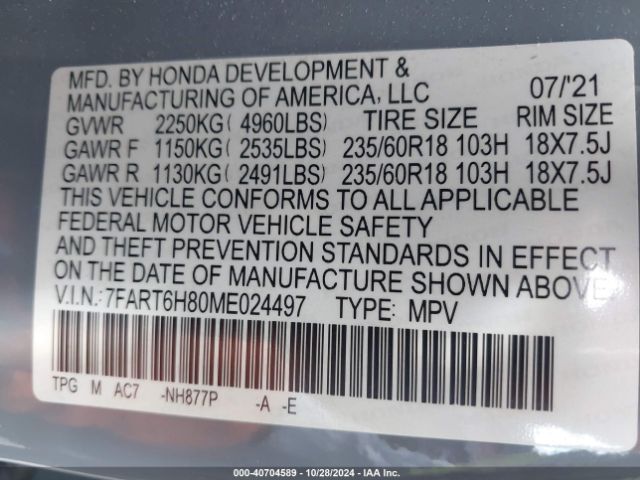 MFD. BY HONDA DEVELOPMENT &
MANUFACTURING OF AMERICA, LLC 07/'21
GVWR 2250KG( 4960LBS) TIRE SIZE RIM SIZE
GAWR F 1150KG( 2535LBS) 235/60R18 103H 18X7.5J
GAWR R 1130KG( 2491LBS) 235/60R18 103H 18X7.5J
THIS VEHICLE CONFORMS TO ALL APPLICABLE
FEDERAL MOTOR VEHICLE SAFETY
AND THEFT PREVENTION STANDARDS IN EFFECT
ON THE DATE OF MANUFACTURE SHOWN ABOVE.
V.I.N.:7FART6H80ME024497 TYPE: MPV
TPG M AC7 -NH877P -A -E
000-40704589 | 10/28/2024 | IAA Inc.